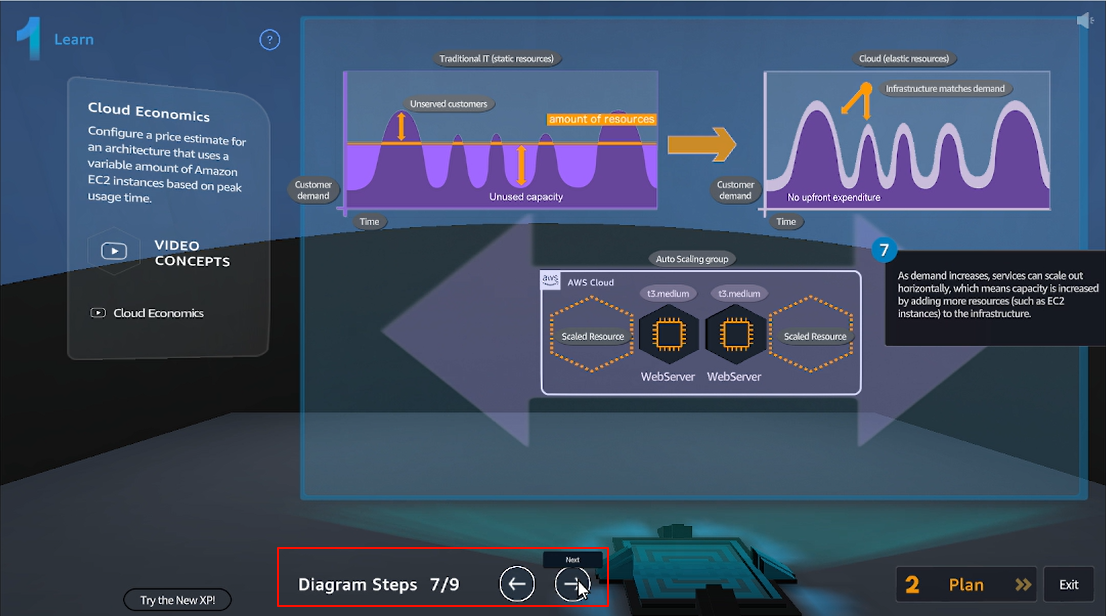 1 Learn
?
Cloud Economics
Configure a price estimate for
an architecture that uses a
variable amount of Amazon
EC2 instances based on peak
usage time.
VIDEO
CONCEPTS
Cloud Economics
Traditional IT (static resources)
Unserved customers
amount of resources
Customer
demand
Unused capacity
Time
Cloud (elastic resources)
Infrastructure matches demand
Customer
demand
No upfront expenditure
Time
Auto Scaling group
aws
AWS Cloud
t3.medium
t3.medium
Scaled Resource
Scaled Resource
WebServer
WebServer
7
As demand increases, services can scale out
horizontally, which means capacity is increased
by adding more resources (such as EC2
instances) to the infrastructure.
Next
Diagram Steps 7/9
Try the New XP!
2 Plan
Exit